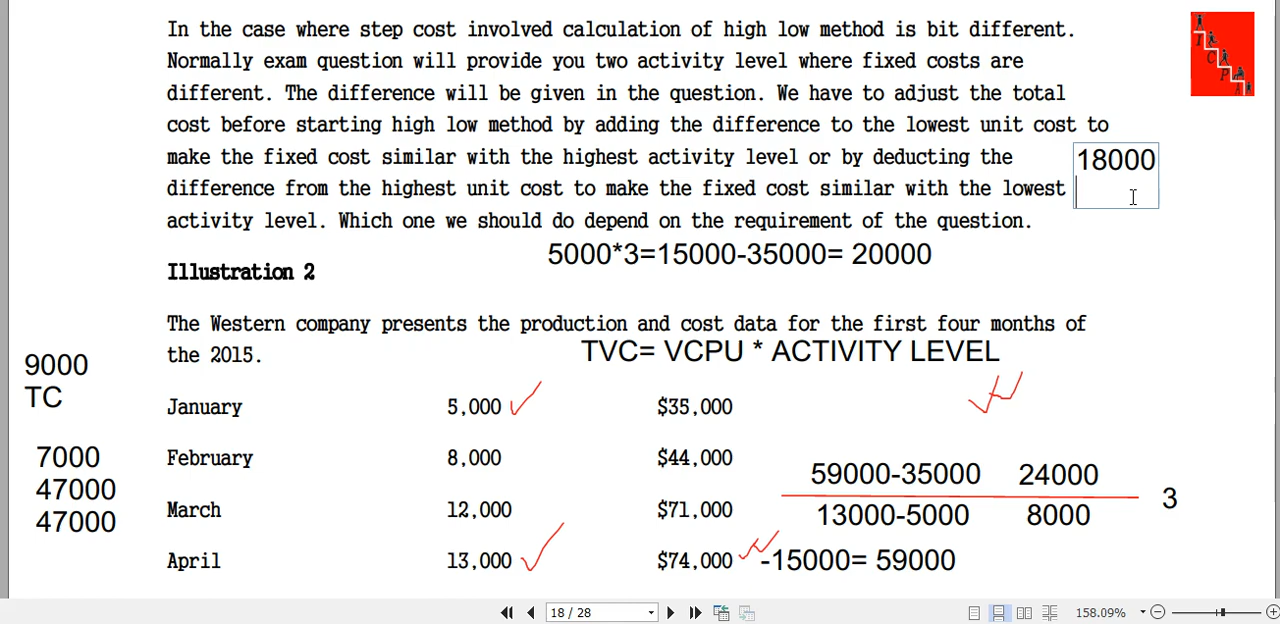 In the case where step cost involved calculation of high low method is bit different.
Normally exam question will provide you two activity level where fixed costs are
different. The difference will be given in the question. We have to adjust the total
cost before starting high low method by adding the difference to the lowest unit cost to
make the fixed cost similar with the highest activity level or by deducting the
18000
difference from the highest unit cost to make the fixed cost similar with the lowest
activity level. Which one we should do depend on the requirement of the question.
5000*3=15000-35000= 20000
Illustration 2
The Western company presents the production and cost data for the first four months of
the 2015.
TVC= VCPU * ACTIVITY LEVEL
9000
TC
January 5,000 $35,000
7000
February 8,000 $44,000
59000-35000 24000
47000
3
March 12,000 $71,000
13000-5000 8000
47000
April 13,000 $74,000 -15000= 59000
T
C
P
A
18 / 28
158.09%